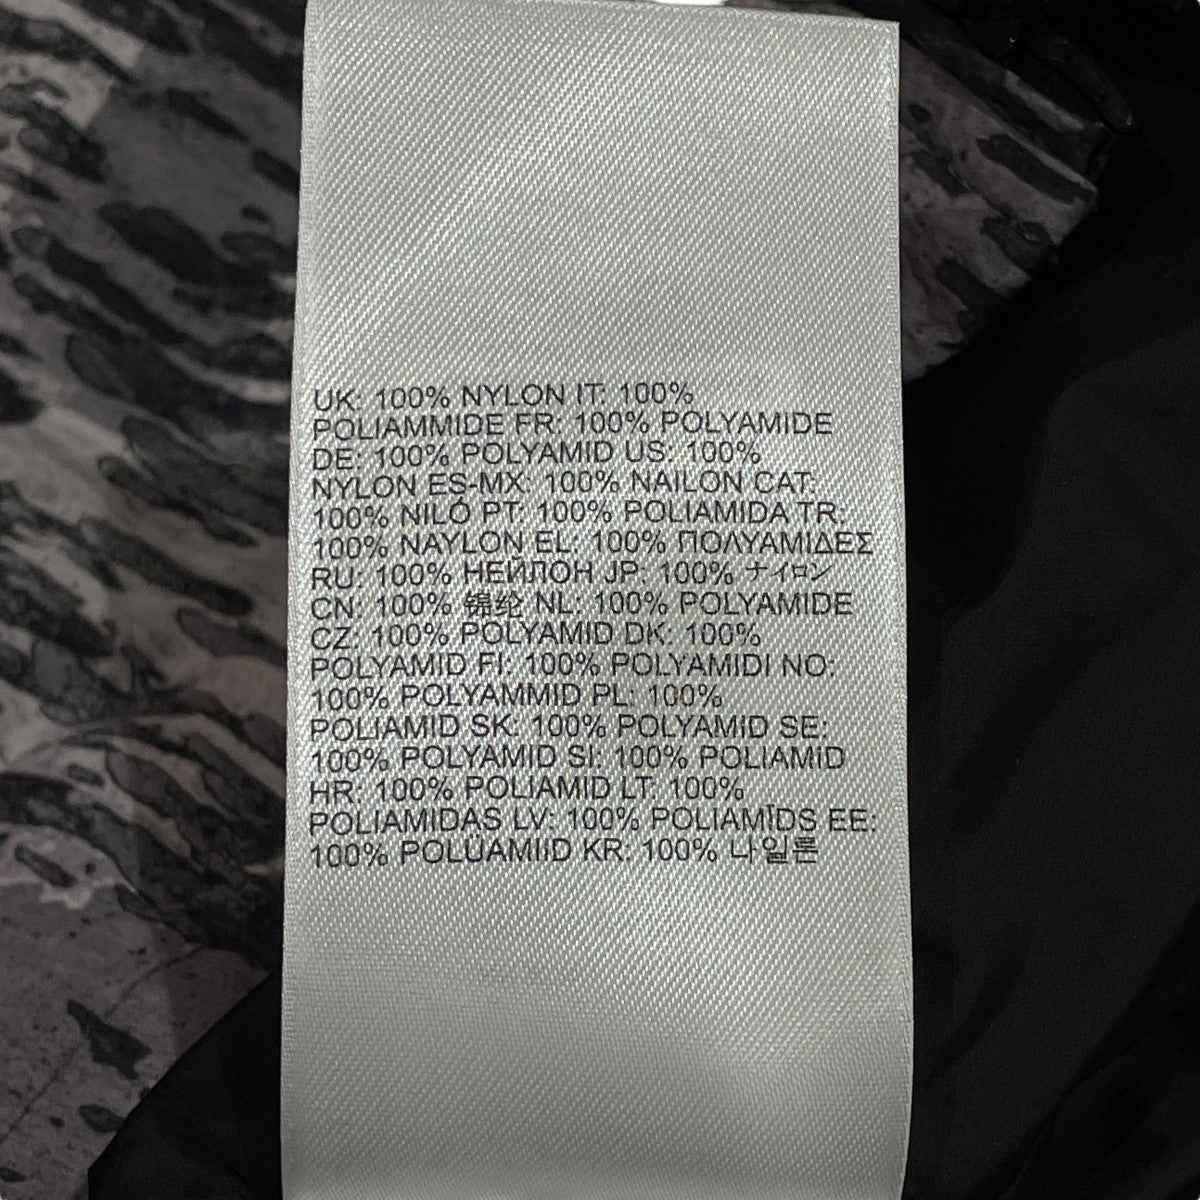 UK: 100% NYLON IT: 100%
POLIAMMIDE FR: 100% POLYAMIDE
DE: 100% POLYAMID US: 100%
NYLON ES-MX: 100% NAILON CAT:
100% NILÓ PT: 100% POLIAMIDA TR:
100% NAYLON EL: 100% ΠΟΛΥΑΜΙΔΕΣ
RU: 100% НЕЙЛОН JP: 100% ナイロン
CN: 100% 锦纶 NL: 100% POLYAMIDE
CZ: 100% POLYAMID DK: 100%
POLYAMID FI: 100% POLYAMIDI NO:
100% POLYAMMID PL: 100%
POLIAMID SK: 100% POLYAMID SE:
100% POLYAMID SI: 100% POLIAMID
HR: 100% POLIAMID LT: 100%
POLIAMIDAS LV: 100% POLIAMĪDS EE:
100% POLÜAMIID KR: 100% 나일론